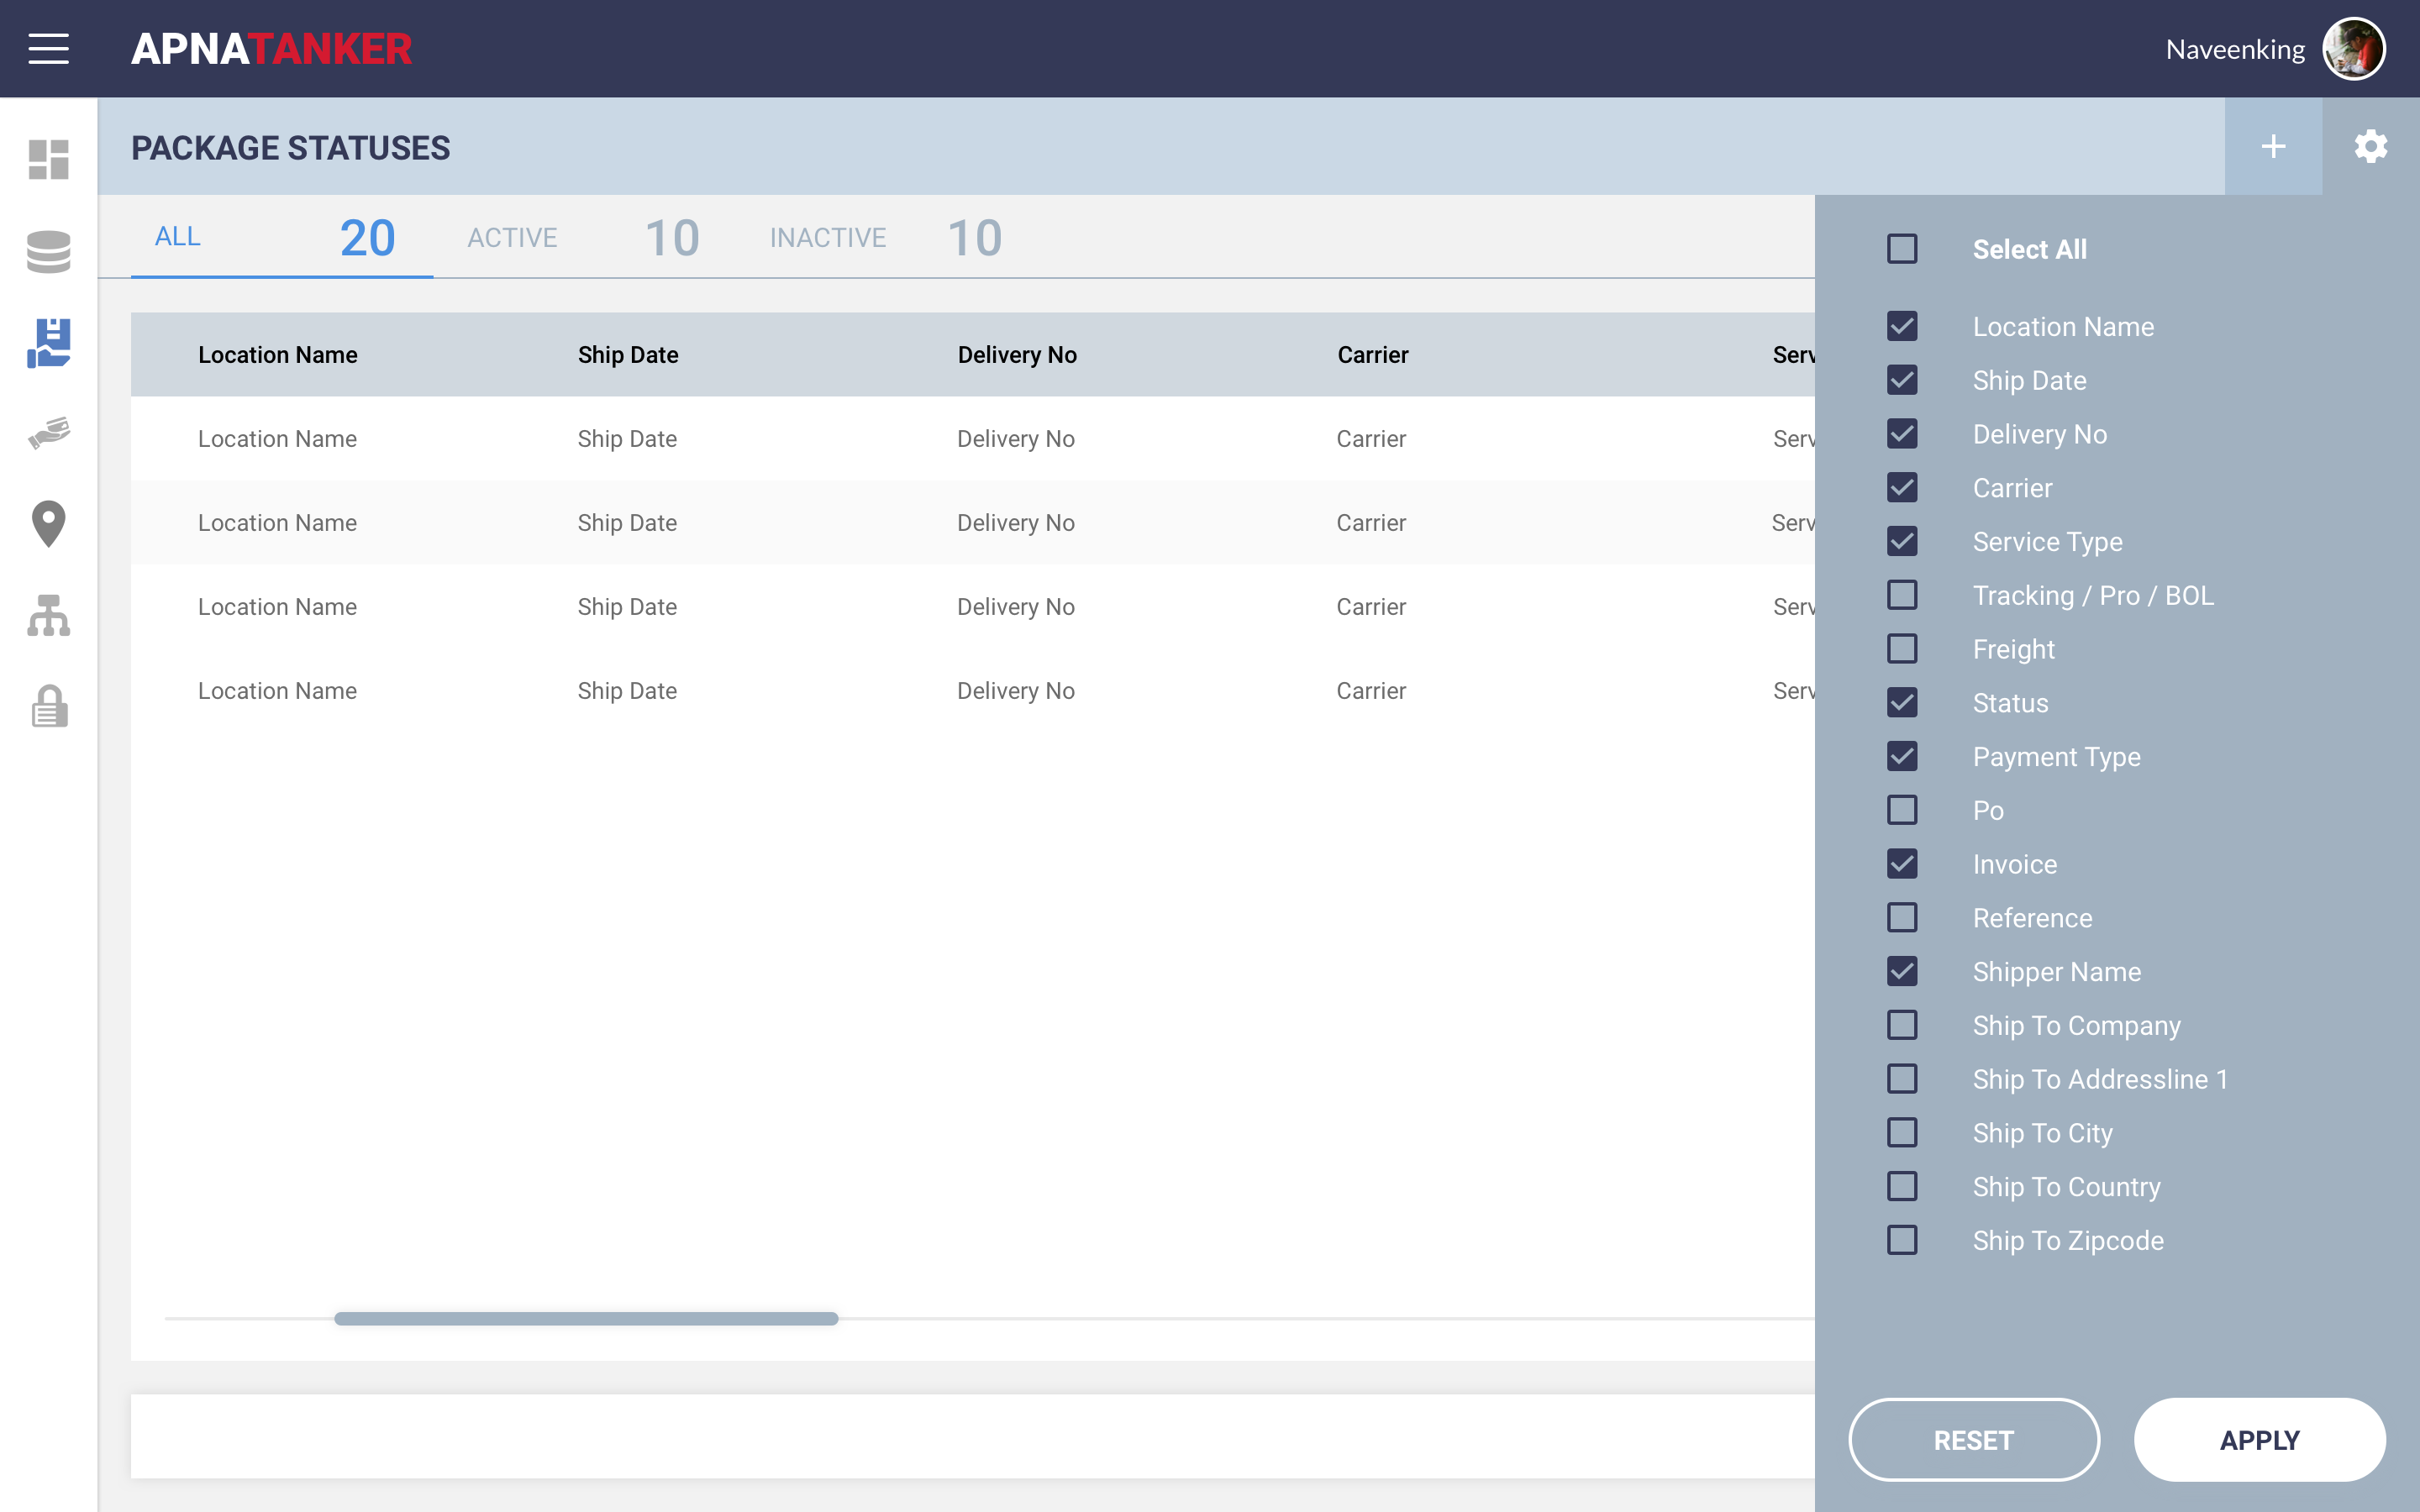 APNATANKER
Naveenking
PACKAGE STATUSES
ALL 20 ACTIVE 10 INACTIVE 10
Location Name Ship Date Delivery No Carrier Serv
Location Name Ship Date Delivery No Carrier Serv
Location Name Ship Date Delivery No Carrier Serv
Location Name Ship Date Delivery No Carrier Serv
Location Name Ship Date Delivery No Carrier Serv
Select All
Location Name
Ship Date
Delivery No
Carrier
Service Type
Tracking / Pro / BOL
Freight
Status
Payment Type
Po
Invoice
Reference
Shipper Name
Ship To Company
Ship To Addressline 1
Ship To City
Ship To Country
Ship To Zipcode
RESET APPLY